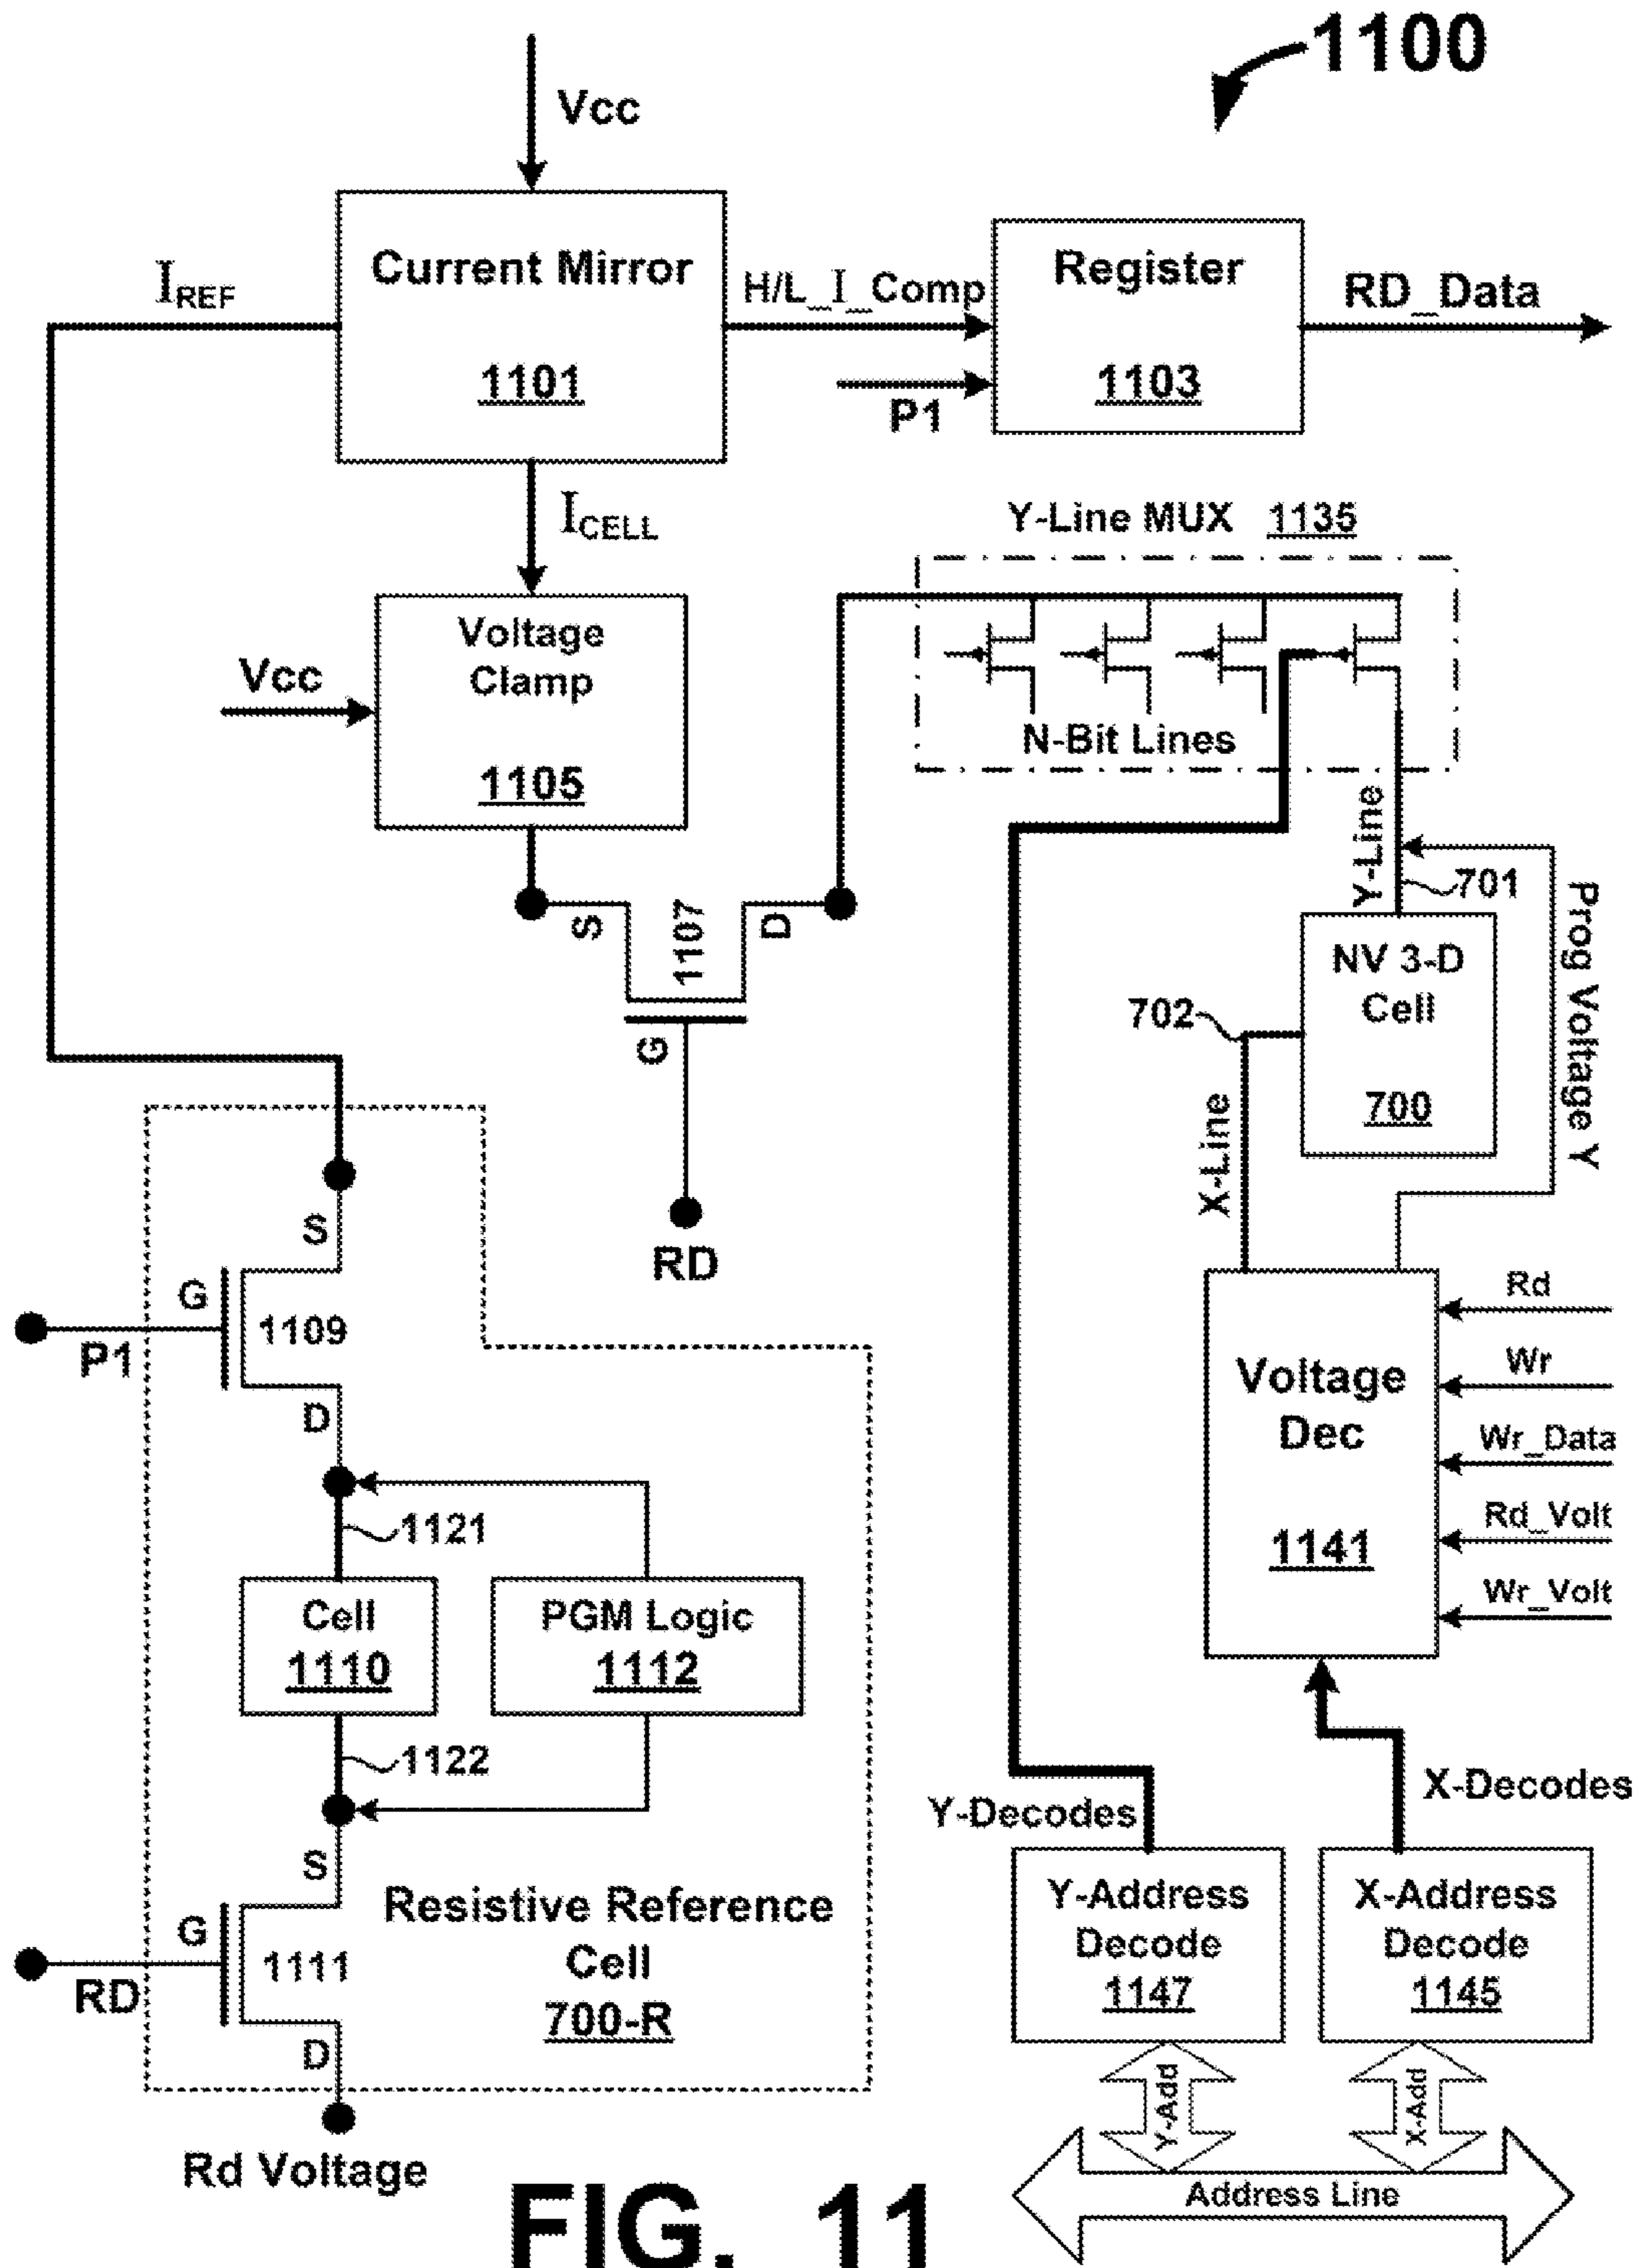 1100
Vcc
Current Mirror
1101
I REF
H/L_I_Comp
Register
1103
RD_Data
P1
I CELL
Y-Line MUX 1135
Voltage
Clamp
1105
Vcc
N-Bit Lines
Y-Line
701
Prog Voltage Y
S
1107
D
G
RD
NV 3-D
Cell
700
702
X-Line
S
G
1109
P1
D
Rd
Wr
Wr_Data
Rd_Volt
Wr_Volt
Voltage
Dec
1141
1121
Cell
1110
PGM Logic
1112
1122
X-Decodes
Y-Decodes
S
G
1111
RD
D
Resistive Reference
Cell
700-R
Y-Address
Decode
1147
X-Address
Decode
1145
Y-Add
X-Add
Rd Voltage
Address Line
FIG. 11